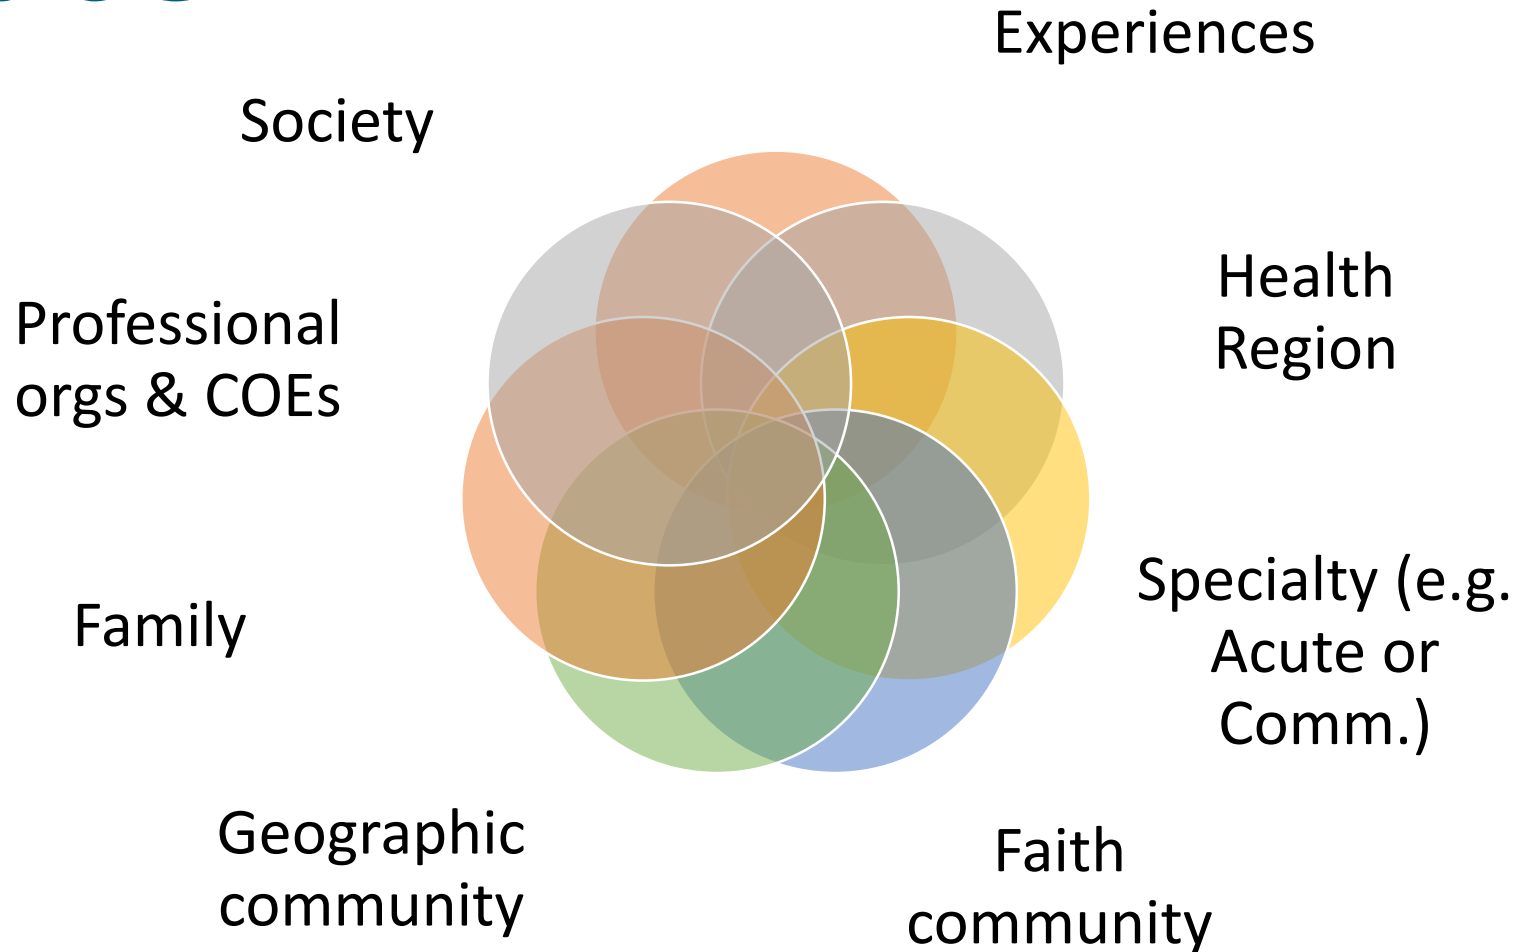 Experiences
Society
Health
Region
Professional
orgs & COEs
Specialty (e.g.
Acute or
Comm.)
Family
Geographic
community
Faith
community